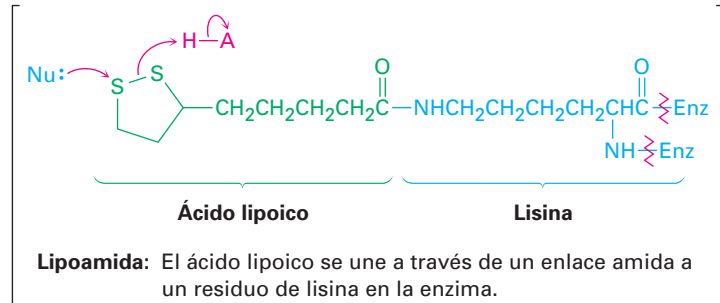 H—A
Nu:
S
S
O
O
CH₂CH₂CH₂CH₂C—NHCH₂CH₂CH₂CH₂CHC—Enz
NH—Enz
Ácido lipoico
Lisina
Lipoamida: El ácido lipoico se une a través de un enlace amida a
un residuo de lisina en la enzima.